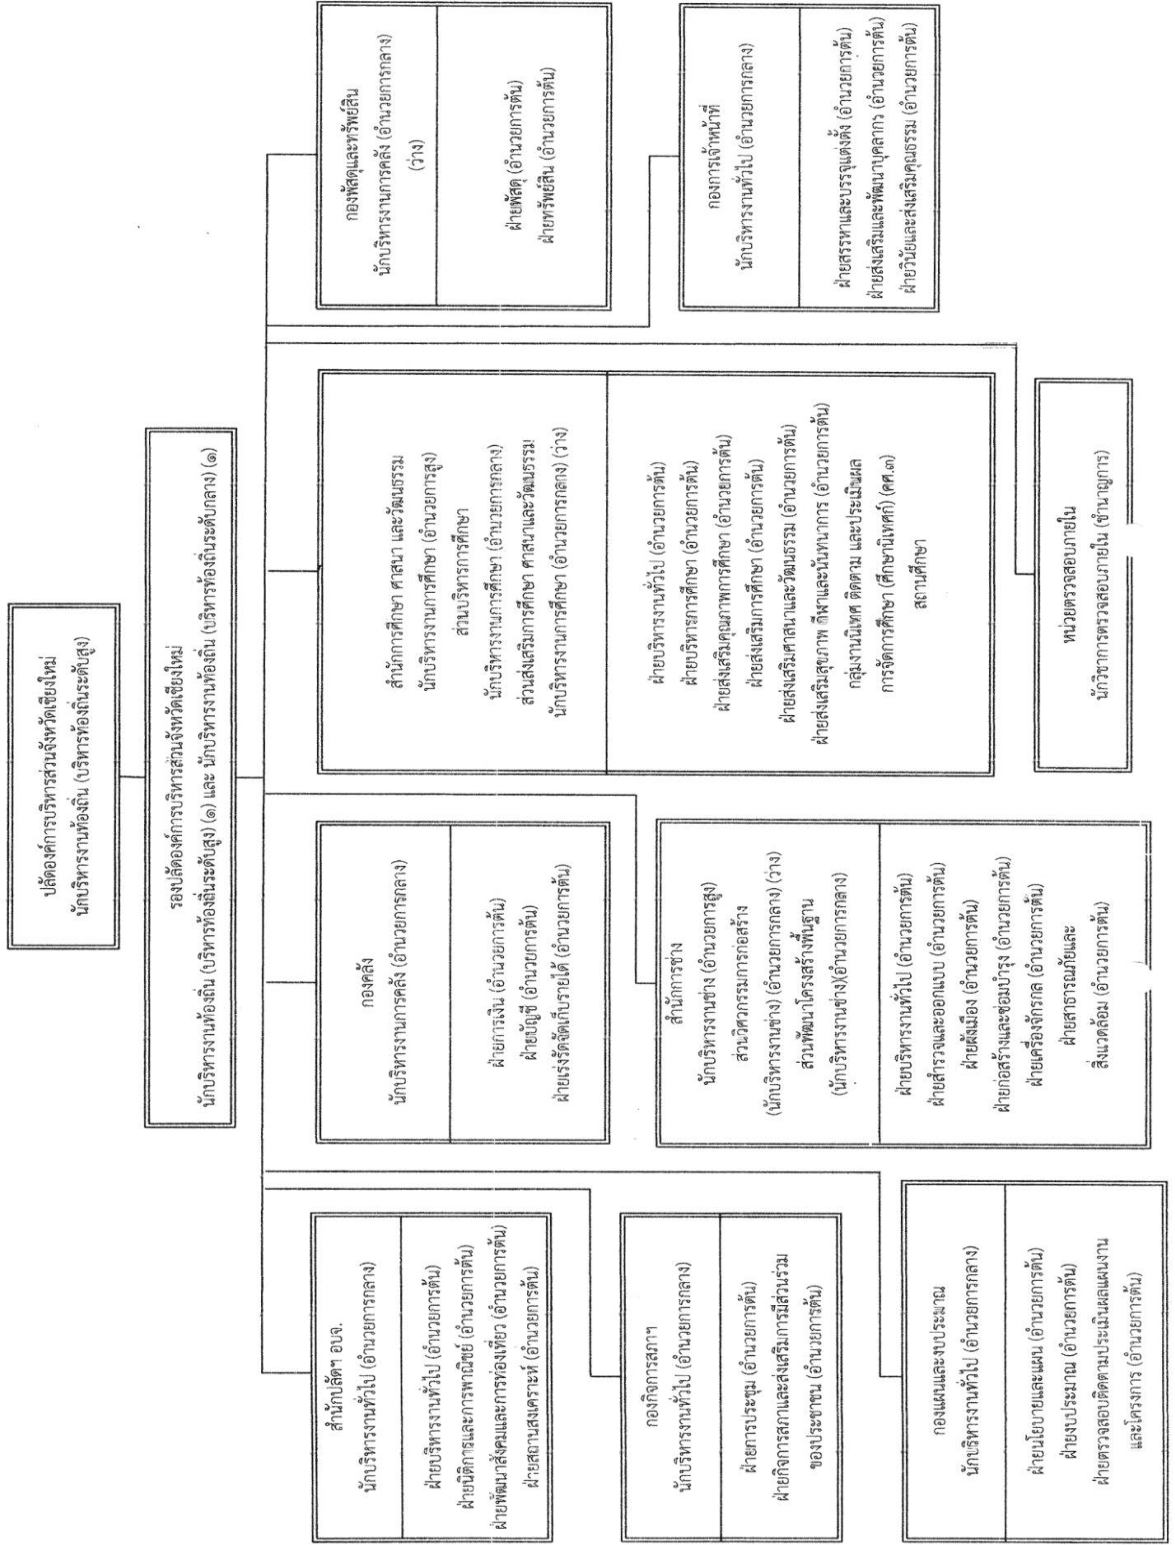 ปลัดองค์การบริหารส่วนจังหวัดเชียงใหม่
นักบริหารงานท้องถิ่น (บริหารท้องถิ่นระดับสูง)
รองปลัดองค์การบริหารส่วนจังหวัดเชียงใหม่
นักบริหารงานท้องถิ่น (บริหารท้องถิ่นระดับสูง) (๑) และ นักบริหารงานท้องถิ่น (บริหารท้องถิ่นระดับกลาง) (๑)
สำนักปลัดฯ อบจ.
นักบริหารงานทั่วไป (อำนวยการกลาง)
ฝ่ายบริหารงานทั่วไป (อำนวยการต้น)
ฝ่ายนิติการและการพาณิชย์ (อำนวยการต้น)
ฝ่ายพัฒนาสังคมและการท่องเที่ยว (อำนวยการต้น)
ฝ่ายสถานสงเคราะห์ (อำนวยการต้น)
กองคลัง
นักบริหารงานการคลัง (อำนวยการกลาง)
ฝ่ายการเงิน (อำนวยการต้น)
ฝ่ายบัญชี (อำนวยการต้น)
ฝ่ายเร่งรัดจัดเก็บรายได้ (อำนวยการต้น)
สำนักการศึกษา ศาสนา และวัฒนธรรม
นักบริหารงานการศึกษา (อำนวยการสูง)
ส่วนบริหารการศึกษา
นักบริหารงานการศึกษา (อำนวยการกลาง)
ส่วนส่งเสริมการศึกษา ศาสนาและวัฒนธรรม
นักบริหารงานการศึกษา (อำนวยการกลาง) (ว่าง)
ฝ่ายบริหารงานทั่วไป (อำนวยการต้น)
ฝ่ายบริหารการศึกษา (อำนวยการต้น)
ฝ่ายส่งเสริมคุณภาพการศึกษา (อำนวยการต้น)
ฝ่ายส่งเสริมการศึกษา (อำนวยการต้น)
ฝ่ายส่งเสริมศาสนาและวัฒนธรรม (อำนวยการต้น)
ฝ่ายส่งเสริมสุขภาพ กีฬาและนันทนาการ (อำนวยการต้น)
กลุ่มงานนิเทศ ติดตาม และประเมินผล
การจัดการศึกษา (ศึกษานิเทศก์) (คศ.๓)
สถานศึกษา
กองพัสดุและทรัพย์สิน
นักบริหารงานการคลัง (อำนวยการกลาง)
(ว่าง)
ฝ่ายพัสดุ (อำนวยการต้น)
ฝ่ายทรัพย์สิน (อำนวยการต้น)
กองกิจการสภาฯ
นักบริหารงานทั่วไป (อำนวยการกลาง)
ฝ่ายการประชุม (อำนวยการต้น)
ฝ่ายกิจการสภาและส่งเสริมการมีส่วนร่วม
ของประชาชน (อำนวยการต้น)
สำนักการช่าง
นักบริหารงานช่าง (อำนวยการสูง)
ส่วนวิศวกรรมการก่อสร้าง
(นักบริหารงานช่าง) (อำนวยการกลาง) (ว่าง)
ส่วนพัฒนาโครงสร้างพื้นฐาน
(นักบริหารงานช่าง)(อำนวยการกลาง)
ฝ่ายบริหารงานทั่วไป (อำนวยการต้น)
ฝ่ายสำรวจและออกแบบ (อำนวยการต้น)
ฝ่ายผังเมือง (อำนวยการต้น)
ฝ่ายก่อสร้างและซ่อมบำรุง (อำนวยการต้น)
ฝ่ายเครื่องจักรกล (อำนวยการต้น)
ฝ่ายสาธารณภัยและ
สิ่งแวดล้อม (อำนวยการต้น)
กองการเจ้าหน้าที่
นักบริหารงานทั่วไป (อำนวยการกลาง)
ฝ่ายสรรหาและบรรจุแต่งตั้ง (อำนวยการต้น)
ฝ่ายส่งเสริมและพัฒนาบุคลากร (อำนวยการต้น)
ฝ่ายวินัยและส่งเสริมคุณธรรม (อำนวยการต้น)
กองแผนและงบประมาณ
นักบริหารงานทั่วไป (อำนวยการกลาง)
ฝ่ายนโยบายและแผน (อำนวยการต้น)
ฝ่ายงบประมาณ (อำนวยการต้น)
ฝ่ายตรวจสอบติดตามประเมินผลแผนงาน
และโครงการ (อำนวยการต้น)
หน่วยตรวจสอบภายใน
นักวิชาการตรวจสอบภายใน (ชำนาญการ)